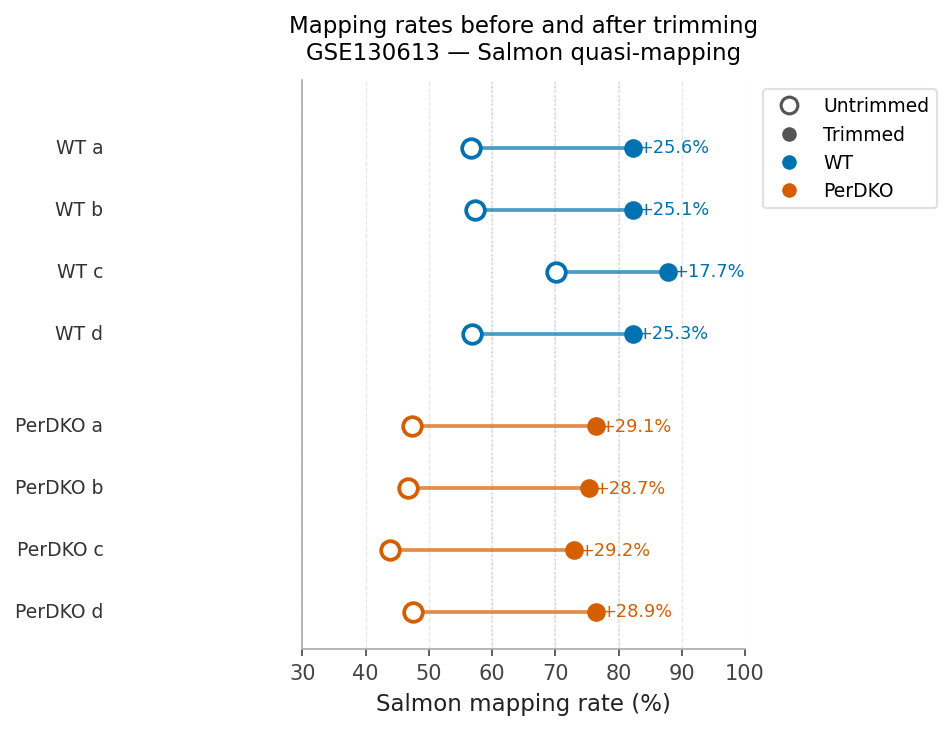 Mapping rates before and after trimming
GSE130613 — Salmon quasi-mapping
Untrimmed
Trimmed
WT
PerDKO
WT a
+25.6%
WT b
+25.1%
WT c
+17.7%
WT d
+25.3%
PerDKO a
+29.1%
PerDKO b
+28.7%
PerDKO c
+29.2%
PerDKO d
+28.9%
30 40 50 60 70 80 90 100
Salmon mapping rate (%)